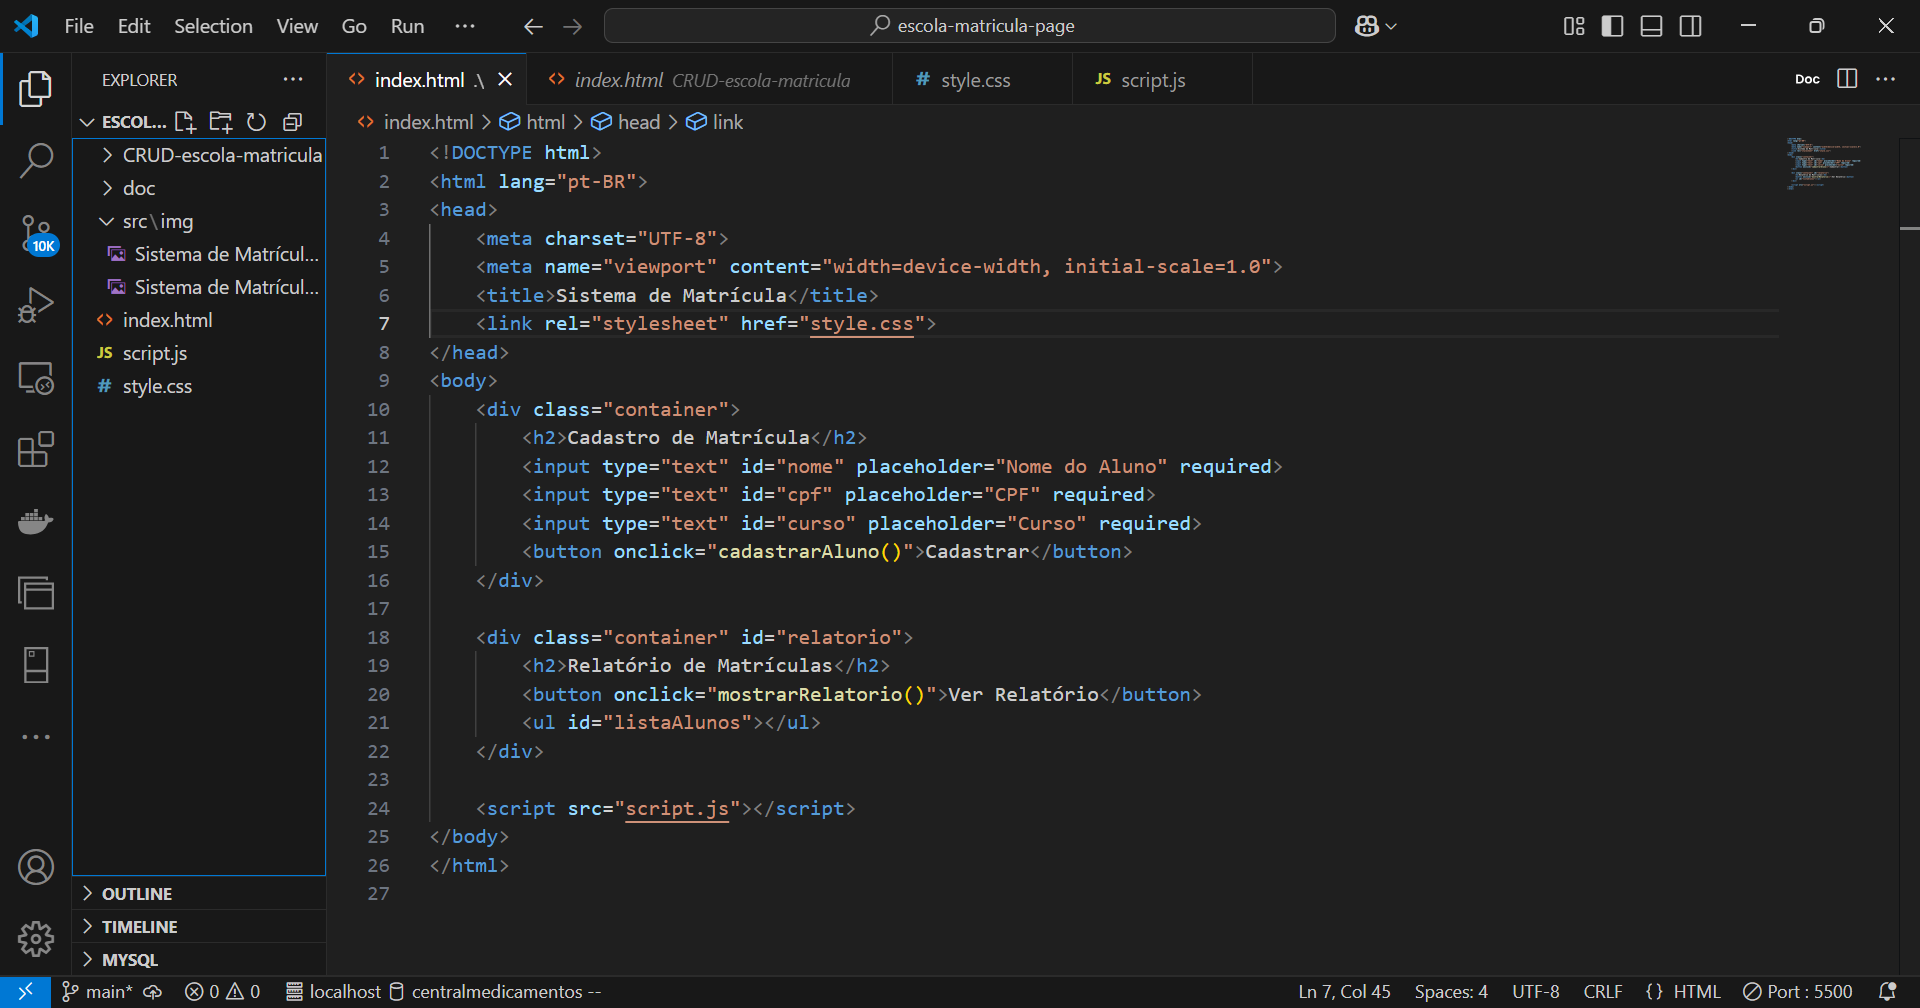 File Edit Selection View Go Run ··· escola-matricula-page
EXPLORER ···
ESCOL...
CRUD-escola-matricula
doc
src\img
Sistema de Matrícul...
Sistema de Matrícul...
index.html
JS script.js
# style.css
OUTLINE
TIMELINE
MYSQL
10K
index.html .\ index.html CRUD-escola-matricula # style.css JS script.js Doc ···
index.html > html > head > link
1 <!DOCTYPE html>
2 <html lang="pt-BR">
3 <head>
4 <meta charset="UTF-8">
5 <meta name="viewport" content="width=device-width, initial-scale=1.0">
6 <title>Sistema de Matrícula</title>
7 <link rel="stylesheet" href="style.css">
8 </head>
9 <body>
10 <div class="container">
11 <h2>Cadastro de Matrícula</h2>
12 <input type="text" id="nome" placeholder="Nome do Aluno" required>
13 <input type="text" id="cpf" placeholder="CPF" required>
14 <input type="text" id="curso" placeholder="Curso" required>
15 <button onclick="cadastrarAluno()">Cadastrar</button>
16 </div>
17
18 <div class="container" id="relatorio">
19 <h2>Relatório de Matrículas</h2>
20 <button onclick="mostrarRelatorio()">Ver Relatório</button>
21 <ul id="listaAlunos"></ul>
22 </div>
23
24 <script src="script.js"></script>
25 </body>
26 </html>
27
main* 0 0 localhost centralmedicamentos -- Ln 7, Col 45 Spaces: 4 UTF-8 CRLF {} HTML Port : 5500